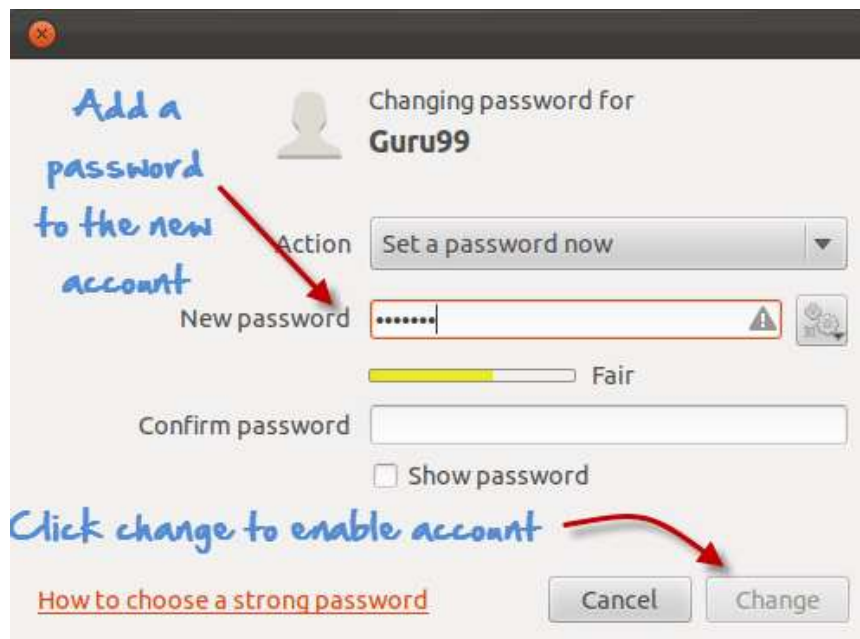 Add a
password
to the new
account
Changing password for
Guru99
Action
Set a password now
New password
•••••••
Fair
Confirm password
Show password
Click change to enable account
How to choose a strong password
Cancel
Change